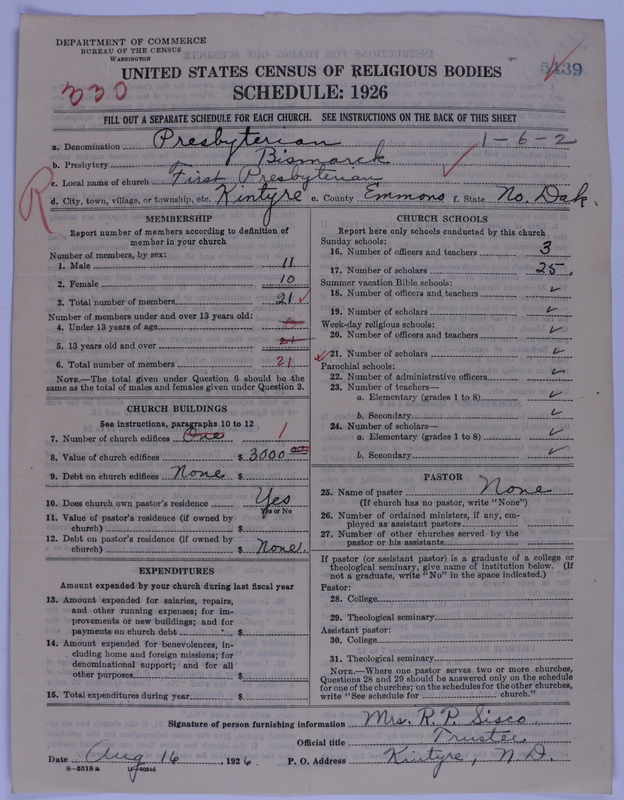 DEPARTMENT OF COMMERCE
BUREAU OF THE CENSUS
WASHINGTON
UNITED STATES CENSUS OF RELIGIOUS BODIES
SCHEDULE: 1926
330
5139
FILL OUT A SEPARATE SCHEDULE FOR EACH CHURCH. SEE INSTRUCTIONS ON THE BACK OF THIS SHEET
a. Denomination Presbyterian 1-6-2
b. Presbytery Bismarck
c. Local name of church First Presbyterian
R
d. City, town, village, or township, etc. Kintyre e. County Emmons f. State No. Dak.
MEMBERSHIP
Report number of members according to definition of
member in your church
Number of members, by sex:
1. Male 11
2. Female 10
3. Total number of members 21
Number of members under and over 13 years old:
4. Under 13 years of age
5. 13 years old and over 21
6. Total number of members 21
NOTE.—The total given under Question 6 should be the
same as the total of males and females given under Question 3.
CHURCH BUILDINGS
See instructions, paragraphs 10 to 12
7. Number of church edifices One 1
8. Value of church edifices $ 3000 00
9. Debt on church edifices None $
10. Does church own pastor's residence Yes
Yes or No
11. Value of pastor's residence (if owned by
church) $
12. Debt on pastor's residence (if owned by
church) $ None.
EXPENDITURES
Amount expended by your church during last fiscal year
13. Amount expended for salaries, repairs,
and other running expenses; for im-
provements or new buildings; and for
payments on church debt $
14. Amount expended for benevolences, in-
cluding home and foreign missions; for
denominational support; and for all
other purposes $
15. Total expenditures during year $
CHURCH SCHOOLS
Report here only schools conducted by this church
Sunday schools:
16. Number of officers and teachers 3
17. Number of scholars 25.
Summer vacation Bible schools:
18. Number of officers and teachers ✓
19. Number of scholars ✓
Week-day religious schools:
20. Number of officers and teachers ✓
21. Number of scholars ✓
Parochial schools:
22. Number of administrative officers ✓
23. Number of teachers—
a. Elementary (grades 1 to 8) ✓
b. Secondary ✓
24. Number of scholars—
a. Elementary (grades 1 to 8) ✓
b. Secondary ✓
PASTOR
25. Name of pastor None
(If church has no pastor, write "None")
26. Number of ordained ministers, if any, em-
ployed as assistant pastors
27. Number of other churches served by the
pastor or his assistants
If pastor (or assistant pastor) is a graduate of a college or
theological seminary, give name of institution below. (If
not a graduate, write "No" in the space indicated.)
Pastor:
28. College
29. Theological seminary
Assistant pastor:
30. College
31. Theological seminary
NOTE.—Where one pastor serves two or more churches,
Questions 28 and 29 should be answered only on the schedule
for one of the churches; on the schedules for the other churches,
write "See schedule for church."
Signature of person furnishing information Mrs. R. P. Sisco
Official title Trustee
Date Aug 16, 1926. P. O. Address Kintyre, N. D.
8—5518 a